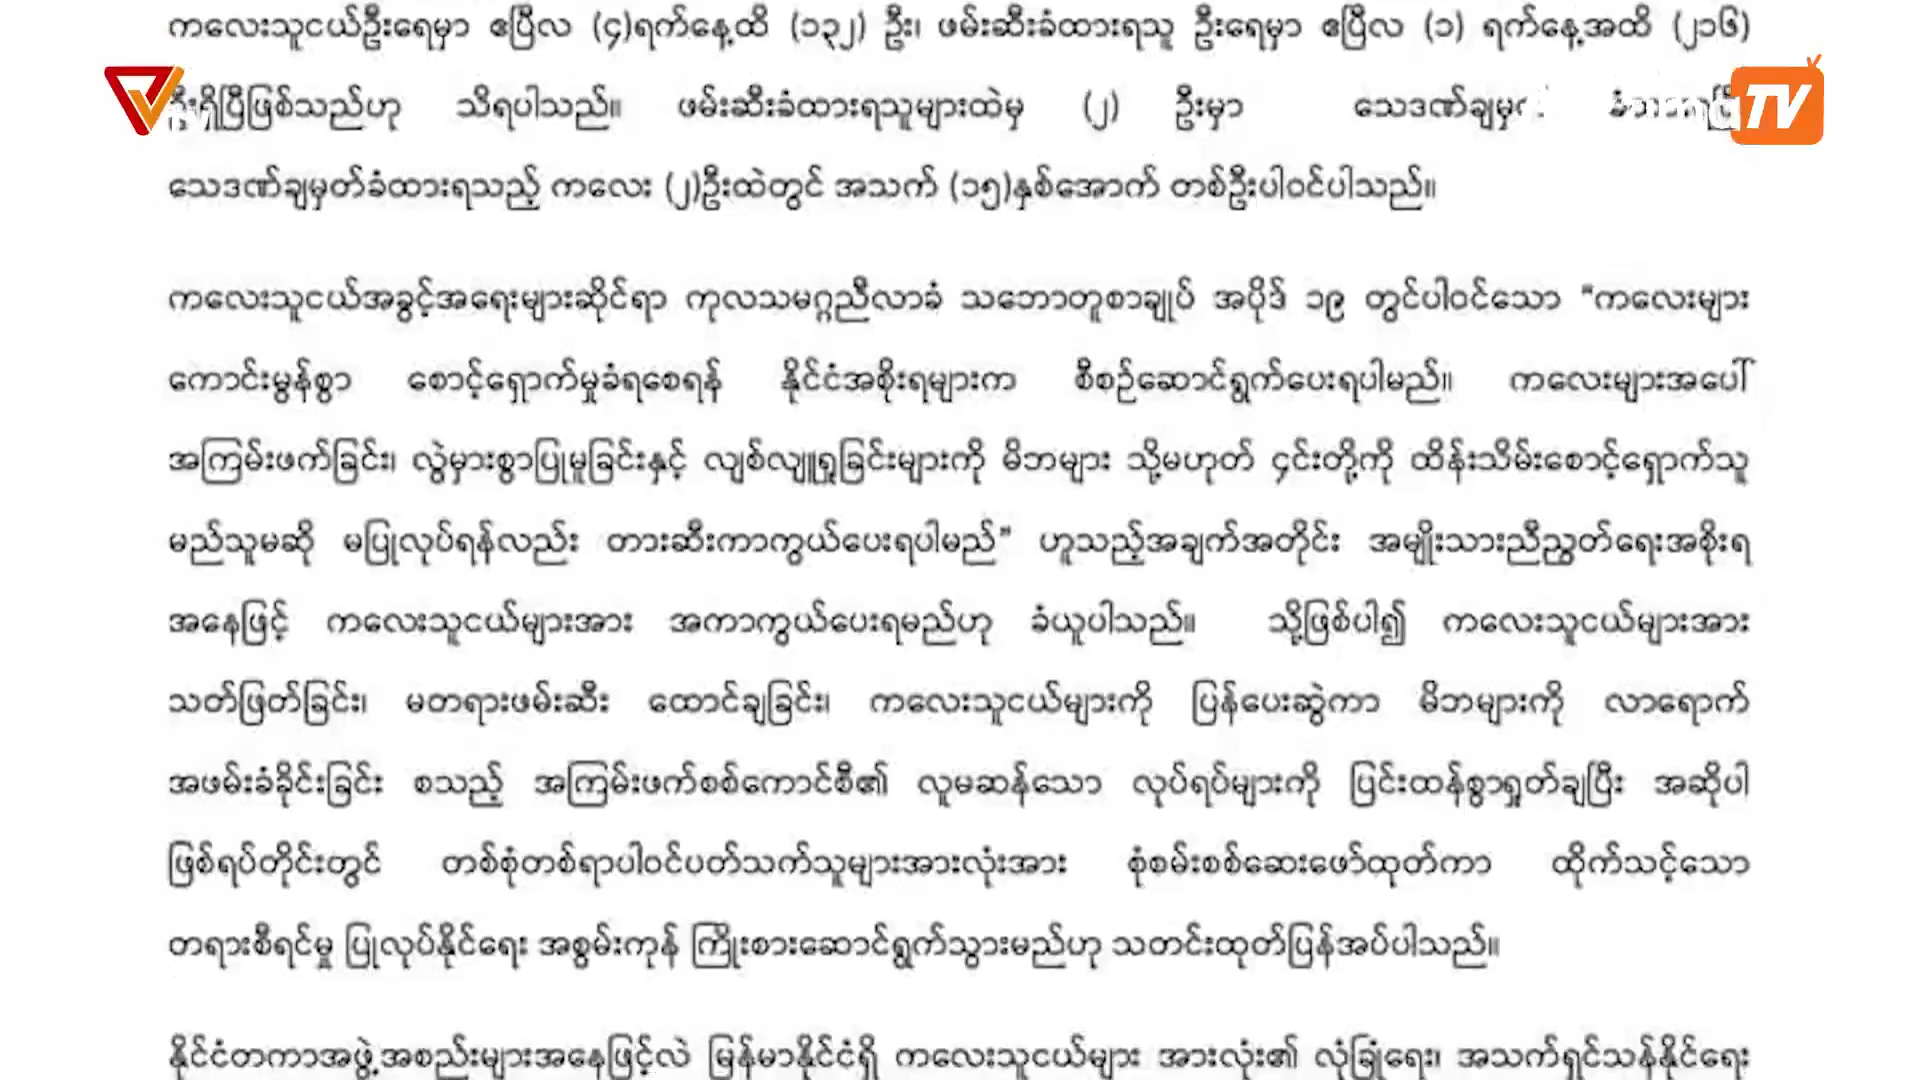 ကလေးသူငယ်ဦးရေမှာ ဧပြီလ (၄)ရက်နေ့ထိ (၁၃၂) ဦး၊ ဖမ်းဆီးခံထားရသူ ဦးရေမှာ ဧပြီလ (၁) ရက်နေ့အထိ (၂၁၆)
ဦးရှိပြီဖြစ်သည်ဟု သိရပါသည်။ ဖမ်းဆီးခံထားရသူများထဲမှ (၂) ဦးမှာ
TV
သေဒဏ်ချမှတ်ခံထားရသည့် ကလေး (၂)ဦးထဲတွင် အသက် (၁၅)နှစ်အောက် တစ်ဦးပါဝင်ပါသည်။
ကလေးသူငယ်အခွင့်အရေးများဆိုင်ရာ ကုလသမဂ္ဂညီလာခံ သဘောတူစာချုပ် အပိုဒ် ၁၉ တွင်ပါဝင်သော "ကလေးများ
ကောင်းမွန်စွာ စောင့်ရှောက်မှုခံရစေရန် နိုင်ငံအစိုးရများက စီစဉ်ဆောင်ရွက်ပေးရပါမည်။ ကလေးများအပေါ်
အကြမ်းဖက်ခြင်း၊ လွဲမှားစွာပြုမူခြင်းနှင့် လျစ်လျူရှုခြင်းများကို မိဘများ သို့မဟုတ် ၄င်းတို့ကို ထိန်းသိမ်းစောင့်ရှောက်သူ
မည်သူမဆို မပြုလုပ်ရန်လည်း တားဆီးကာကွယ်ပေးရပါမည်" ဟူသည့်အချက်အတိုင်း အမျိုးသားညီညွတ်ရေးအစိုးရ
အနေဖြင့် ကလေးသူငယ်များအား အကာကွယ်ပေးရမည်ဟု ခံယူပါသည်။ သို့ဖြစ်ပါ၍ ကလေးသူငယ်များအား
သတ်ဖြတ်ခြင်း၊ မတရားဖမ်းဆီး ထောင်ချခြင်း၊ ကလေးသူငယ်များကို ပြန်ပေးဆွဲကာ မိဘများကို လာရောက်
အဖမ်းခံခိုင်းခြင်း စသည့် အကြမ်းဖက်စစ်ကောင်စီ၏ လူမဆန်သော လုပ်ရပ်များကို ပြင်းထန်စွာရှုတ်ချပြီး အဆိုပါ
ဖြစ်ရပ်တိုင်းတွင် တစ်စုံတစ်ရာပါဝင်ပတ်သက်သူများအားလုံးအား စုံစမ်းစစ်ဆေးဖော်ထုတ်ကာ ထိုက်သင့်သော
တရားစီရင်မှု ပြုလုပ်နိုင်ရေး အစွမ်းကုန် ကြိုးစားဆောင်ရွက်သွားမည်ဟု သတင်းထုတ်ပြန်အပ်ပါသည်။
နိုင်ငံတကာအဖွဲ့အစည်းများအနေဖြင့်လဲ မြန်မာနိုင်ငံရှိ ကလေးသူငယ်များ အားလုံး၏ လုံခြုံရေး၊ အသက်ရှင်သန်နိုင်ရေး